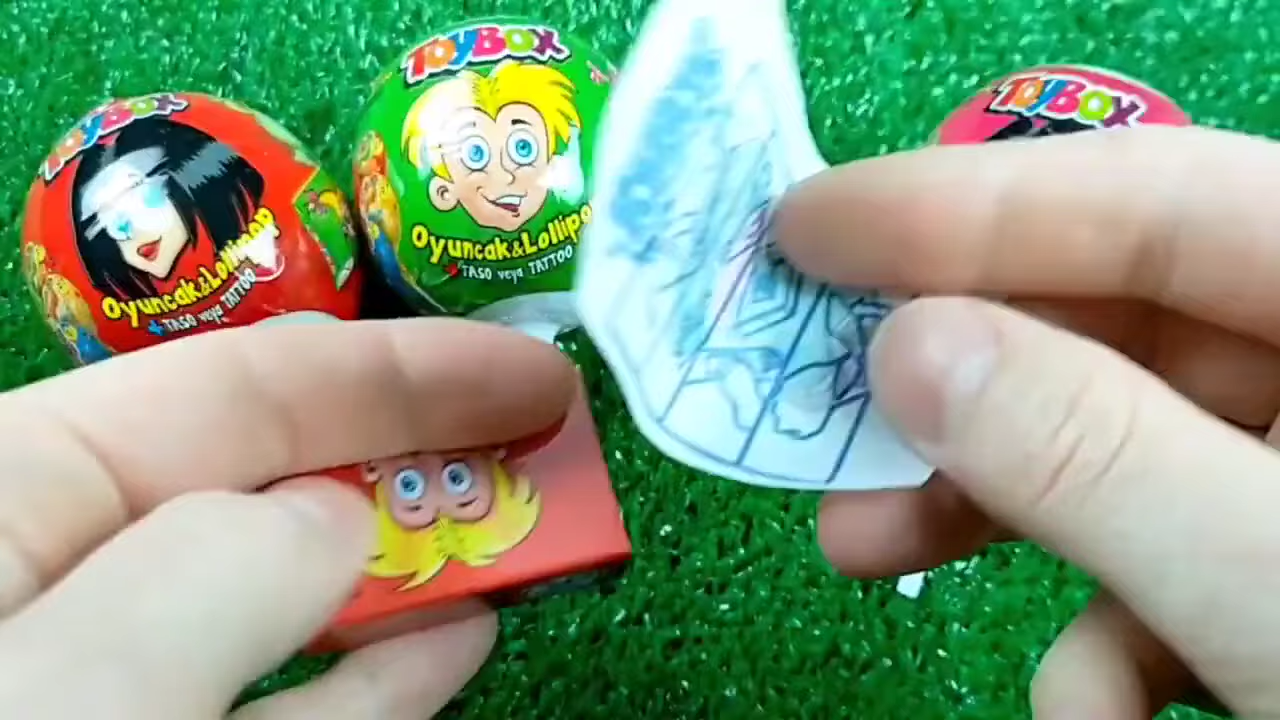 TOYBOX
Oyuncak&Lollipop
+ TASO veya TATTOO
TOYBOX
Oyuncak&Lollipo
+ TASO veya TATTOO
TOYBOX